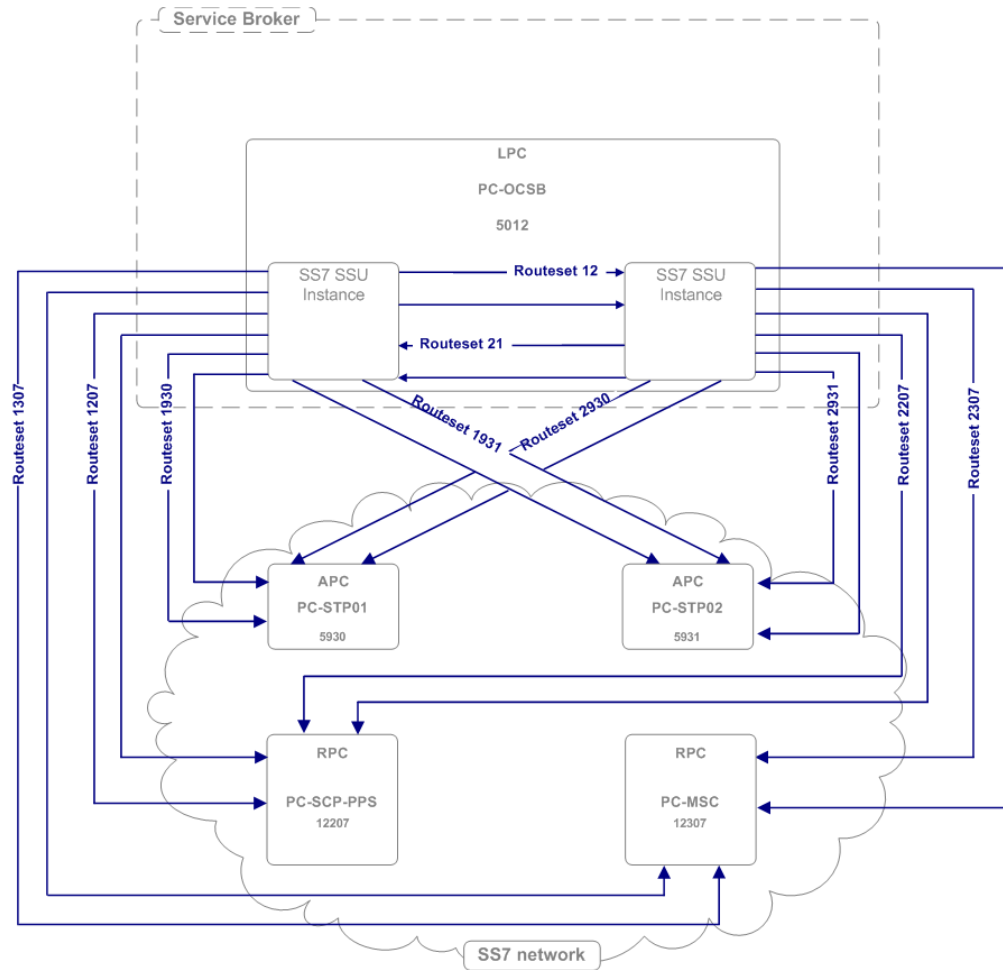 Service Broker
LPC
PC-OCSB
5012
SS7 SSU
Instance
Routeset 12
SS7 SSU
Instance
Routeset 21
Routeset 1307
Routeset 1207
Routeset 1930
Routeset 1931
Routeset 2930
Routeset 2931
Routeset 2207
Routeset 2307
APC
PC-STP01
5930
APC
PC-STP02
5931
RPC
PC-SCP-PPS
12207
RPC
PC-MSC
12307
SS7 network